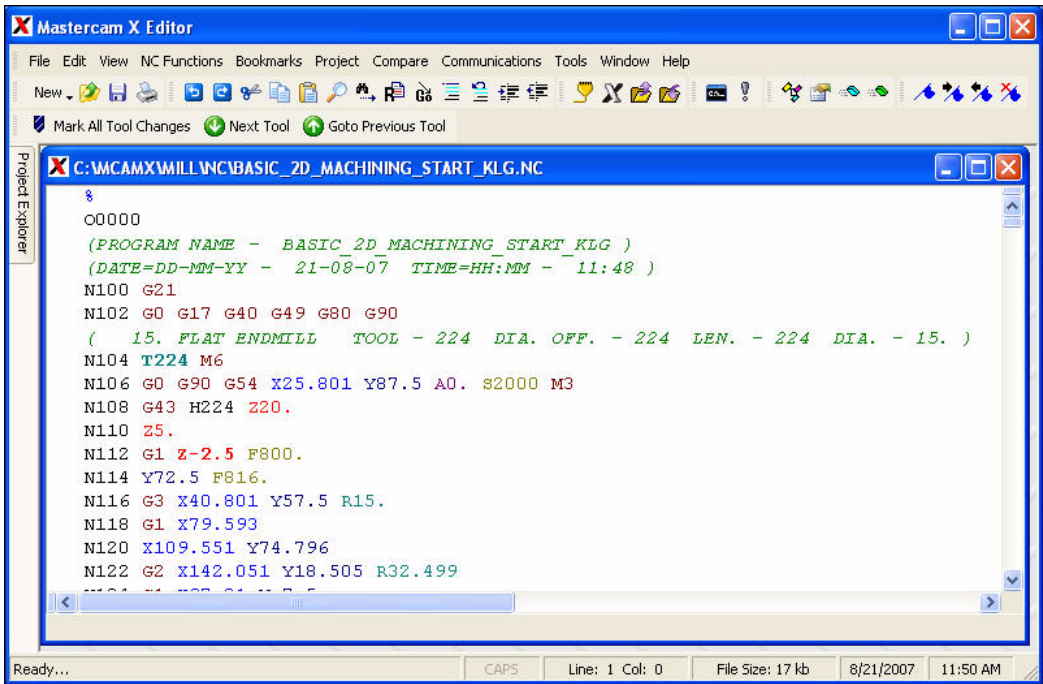 Mastercam X Editor
File Edit View NC Functions Bookmarks Project Compare Communications Tools Window Help
New
Mark All Tool Changes Next Tool Goto Previous Tool
Project Explorer
C:\MCAMX\MILL\NC\BASIC_2D_MACHINING_START_KLG.NC
%
O0000
(PROGRAM NAME - BASIC_2D_MACHINING_START_KLG )
(DATE=DD-MM-YY - 21-08-07 TIME=HH:MM - 11:48 )
N100 G21
N102 G0 G17 G40 G49 G80 G90
( 15. FLAT ENDMILL TOOL - 224 DIA. OFF. - 224 LEN. - 224 DIA. - 15. )
N104 T224 M6
N106 G0 G90 G54 X25.801 Y87.5 A0. S2000 M3
N108 G43 H224 Z20.
N110 Z5.
N112 G1 Z-2.5 F800.
N114 Y72.5 F816.
N116 G3 X40.801 Y57.5 R15.
N118 G1 X79.593
N120 X109.551 Y74.796
N122 G2 X142.051 Y18.505 R32.499
Ready... CAPS Line: 1 Col: 0 File Size: 17 kb 8/21/2007 11:50 AM